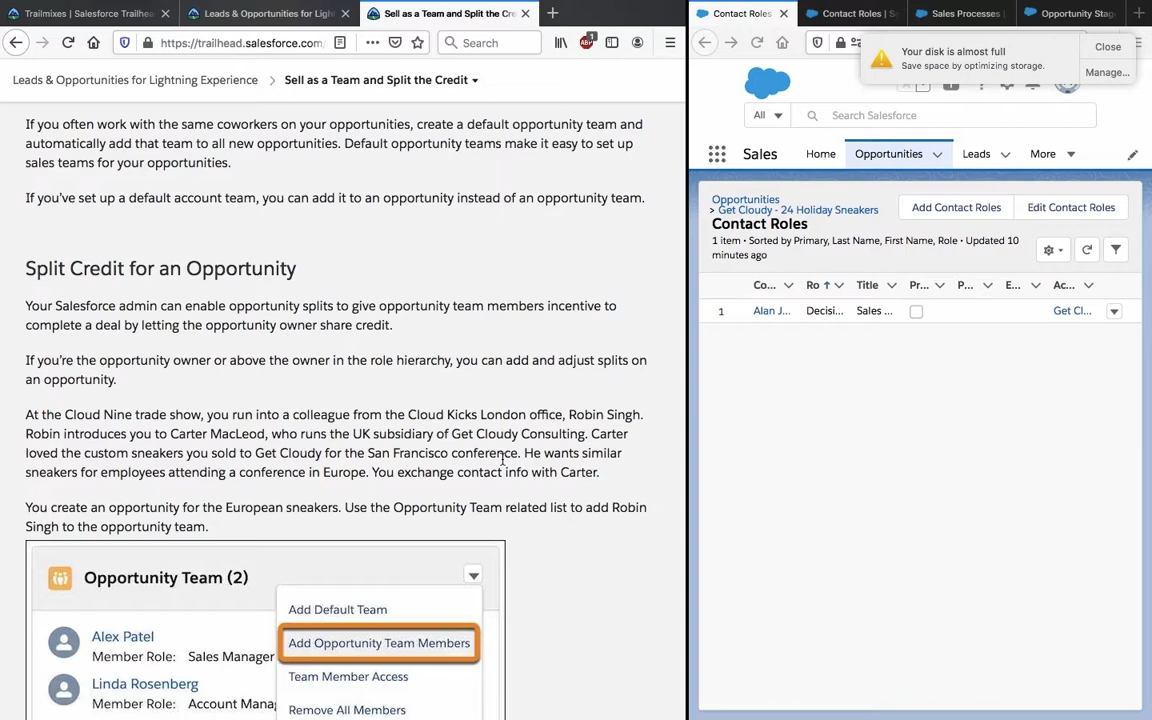 Trailmixes | Salesforce Trailhea
Leads & Opportunities for Ligh
Sell as a Team and Split the Cre
https://trailhead.salesforce.com/
Search
1
Leads & Opportunities for Lightning Experience
Sell as a Team and Split the Credit
If you often work with the same coworkers on your opportunities, create a default opportunity team and
automatically add that team to all new opportunities. Default opportunity teams make it easy to set up
sales teams for your opportunities.
If you've set up a default account team, you can add it to an opportunity instead of an opportunity team.
Split Credit for an Opportunity
Your Salesforce admin can enable opportunity splits to give opportunity team members incentive to
complete a deal by letting the opportunity owner share credit.
If you're the opportunity owner or above the owner in the role hierarchy, you can add and adjust splits on
an opportunity.
At the Cloud Nine trade show, you run into a colleague from the Cloud Kicks London office, Robin Singh.
Robin introduces you to Carter MacLeod, who runs the UK subsidiary of Get Cloudy Consulting. Carter
loved the custom sneakers you sold to Get Cloudy for the San Francisco conference. He wants similar
sneakers for employees attending a conference in Europe. You exchange contact info with Carter.
You create an opportunity for the European sneakers. Use the Opportunity Team related list to add Robin
Singh to the opportunity team.
Opportunity Team (2)
Add Default Team
Add Opportunity Team Members
Team Member Access
Remove All Members
Alex Patel
Member Role: Sales Manager
Linda Rosenberg
Member Role: Account Mana
Contact Roles
Contact Roles | S
Sales Processes
Opportunity Stag
Your disk is almost full
Save space by optimizing storage.
Close
Manage...
All
Search Salesforce
Sales
Home
Opportunities
Leads
More
Opportunities
> Get Cloudy - 24 Holiday Sneakers
Contact Roles
Add Contact Roles
Edit Contact Roles
1 item • Sorted by Primary, Last Name, First Name, Role • Updated 10
minutes ago
Co... Ro Title Pr... P... E... Ac...
1 Alan J... Decisi... Sales ... Get Cl...